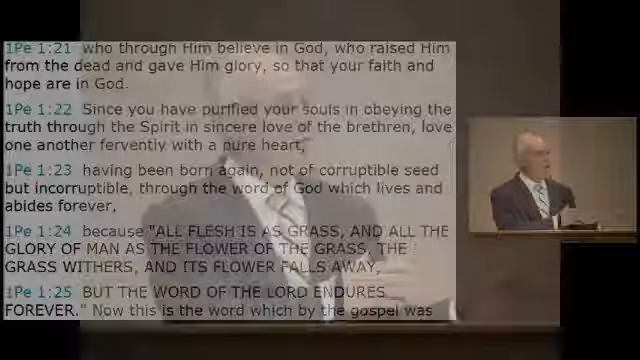 1Pe 1:21 who through Him believe in God, who raised Him
from the dead and gave Him glory, so that your faith and
hope are in God.
1Pe 1:22 Since you have purified your souls in obeying the
truth through the Spirit in sincere love of the brethren, love
one another fervently with a pure heart,
1Pe 1:23 having been born again, not of corruptible seed
but incorruptible, through the word of God which lives and
abides forever,
1Pe 1:24 because "ALL FLESH IS AS GRASS, AND ALL THE
GLORY OF MAN AS THE FLOWER OF THE GRASS, THE
GRASS WITHERS, AND ITS FLOWER FALLS AWAY,
1Pe 1:25 BUT THE WORD OF THE LORD ENDURES
FOREVER." Now this is the word which by the gospel was